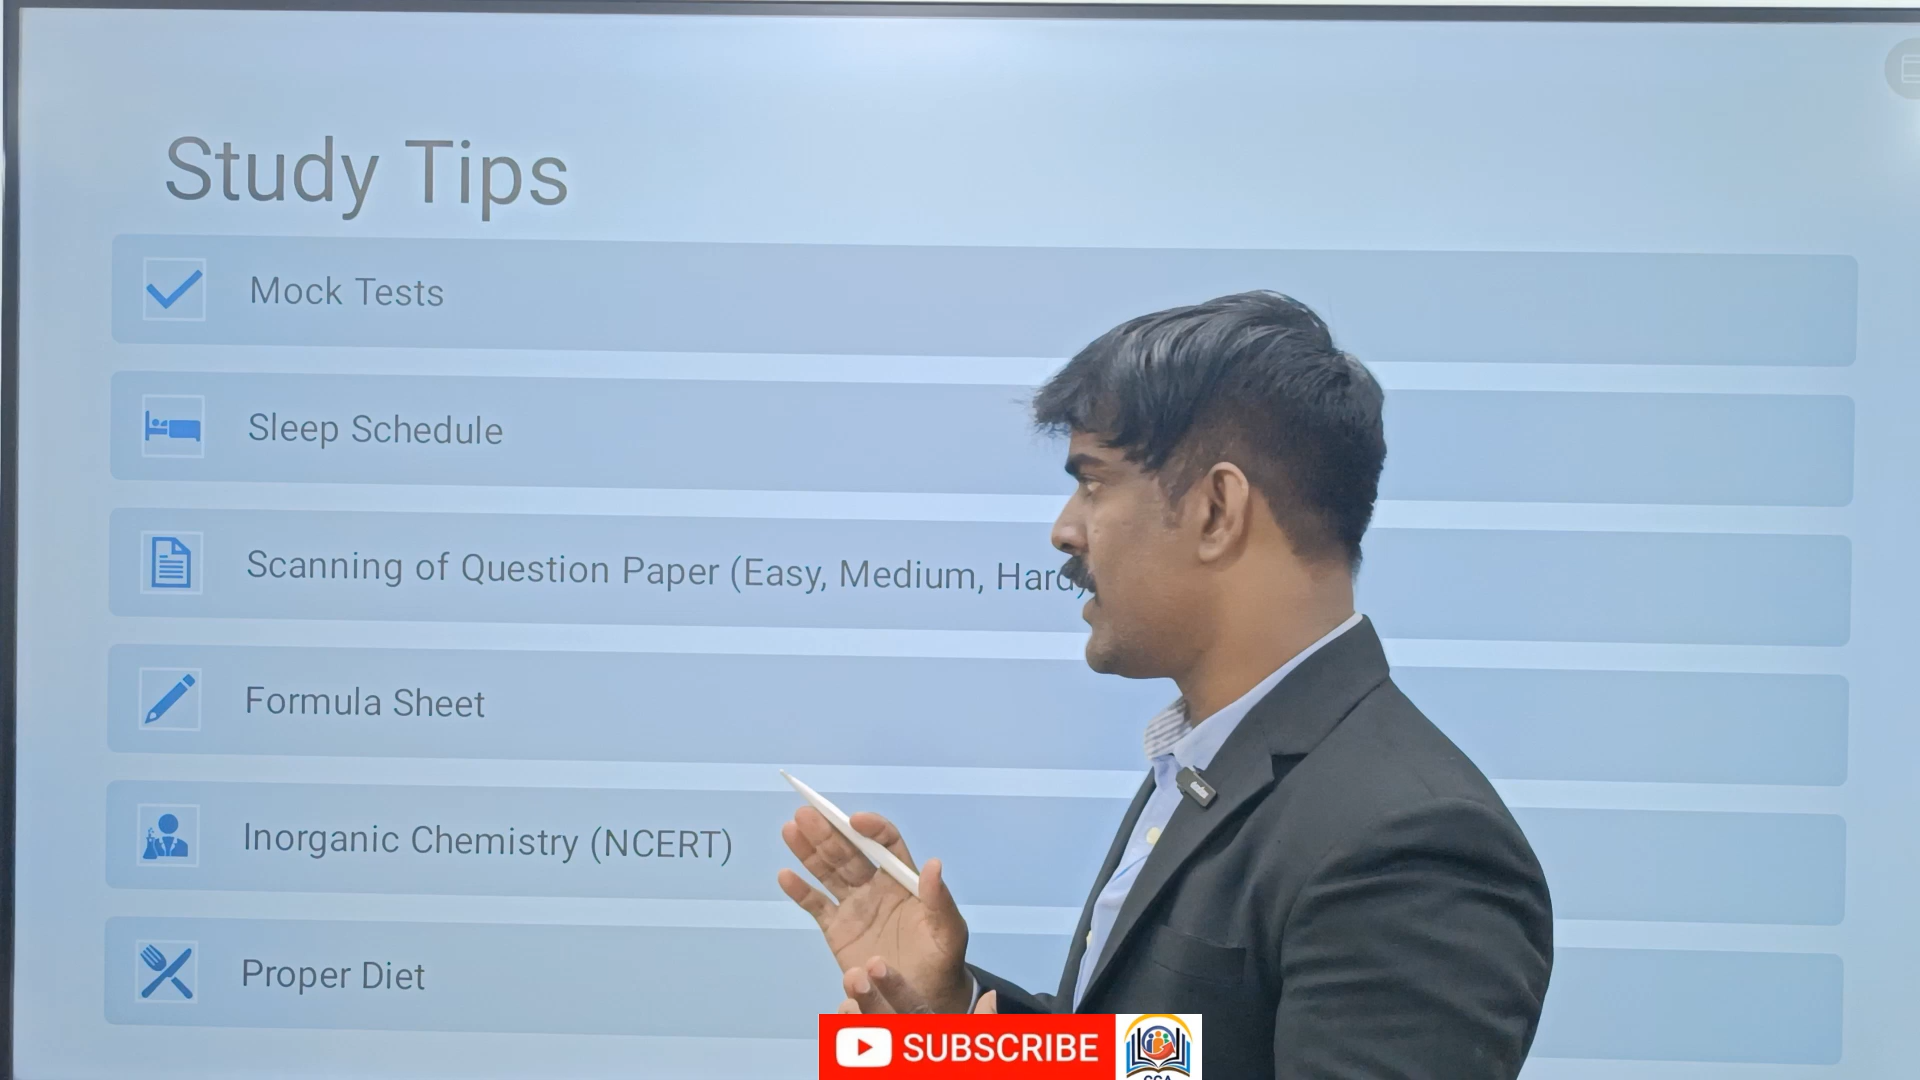 Study Tips
Mock Tests
Sleep Schedule
Scanning of Question Paper (Easy, Medium, Hard)
Formula Sheet
Inorganic Chemistry (NCERT)
Proper Diet
SUBSCRIBE